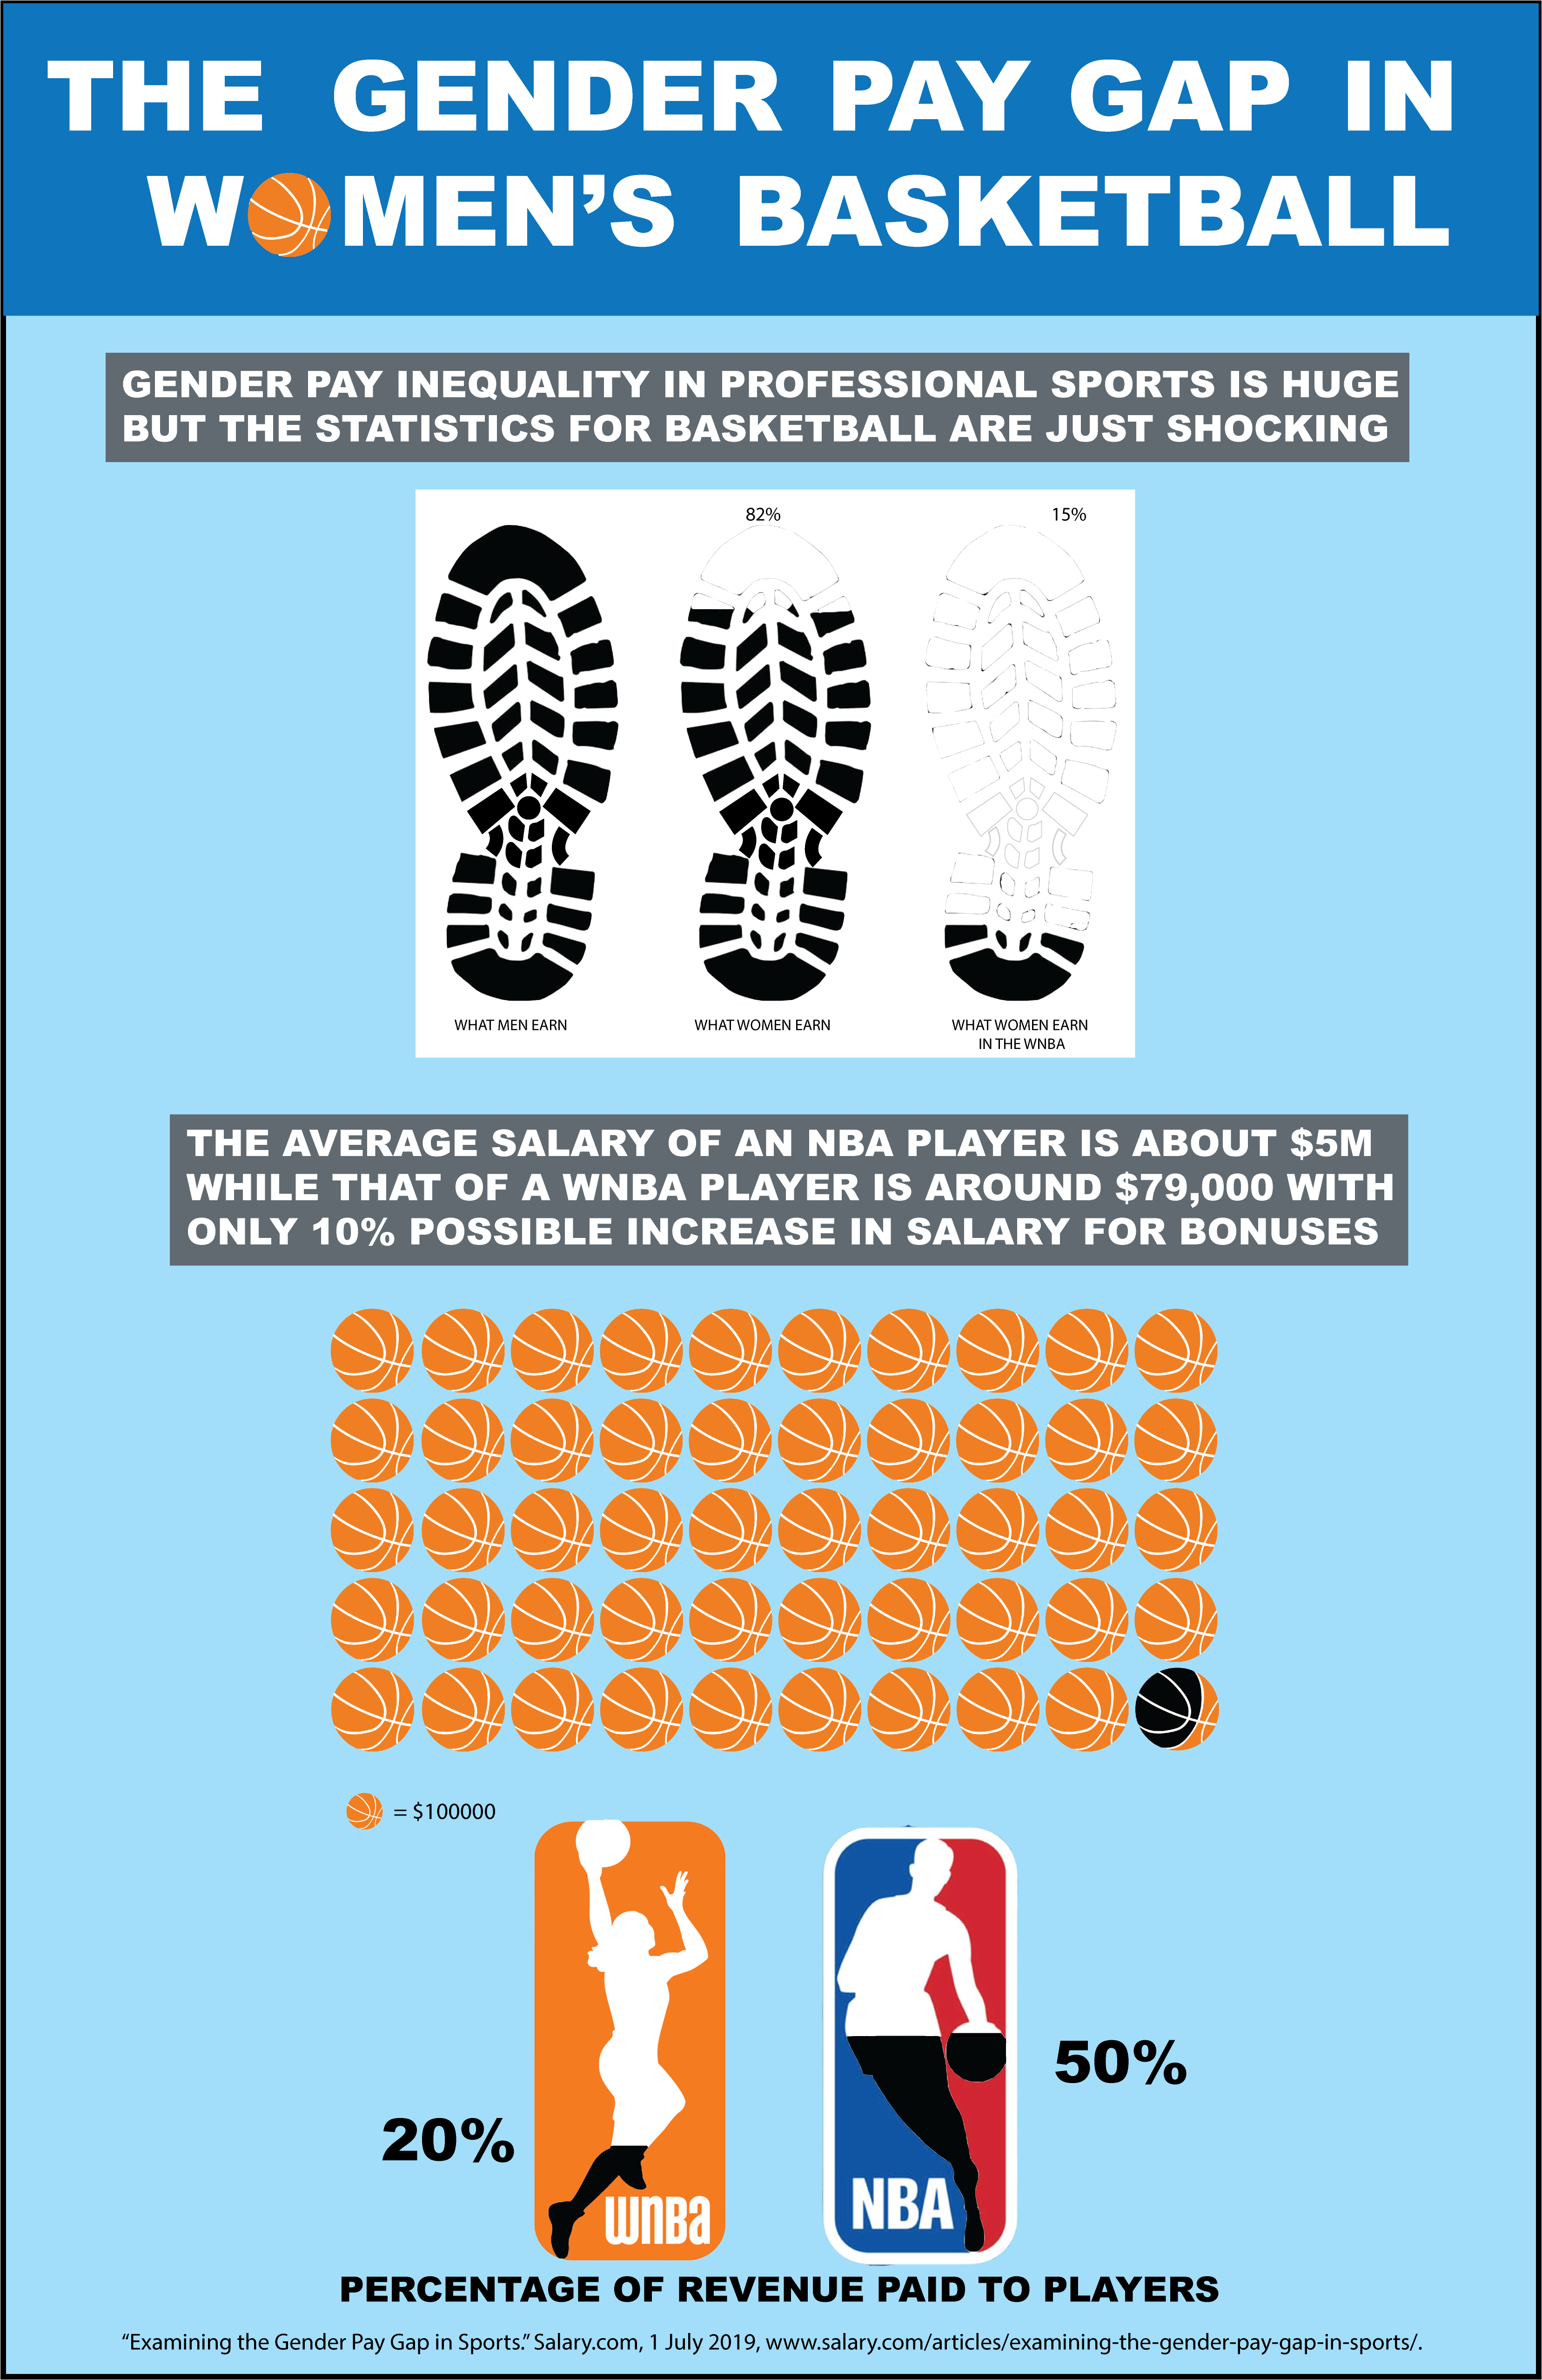 THE GENDER PAY GAP IN
WOMEN'S BASKETBALL
GENDER PAY INEQUALITY IN PROFESSIONAL SPORTS IS HUGE
BUT THE STATISTICS FOR BASKETBALL ARE JUST SHOCKING
82%
15%
WHAT MEN EARN
WHAT WOMEN EARN
WHAT WOMEN EARN
IN THE WNBA
THE AVERAGE SALARY OF AN NBA PLAYER IS ABOUT $5M
WHILE THAT OF A WNBA PLAYER IS AROUND $79,000 WITH
ONLY 10% POSSIBLE INCREASE IN SALARY FOR BONUSES
= $100000
50%
20%
WNBA
NBA
PERCENTAGE OF REVENUE PAID TO PLAYERS
“Examining the Gender Pay Gap in Sports.” Salary.com, 1 July 2019, www.salary.com/articles/examining-the-gender-pay-gap-in-sports/.